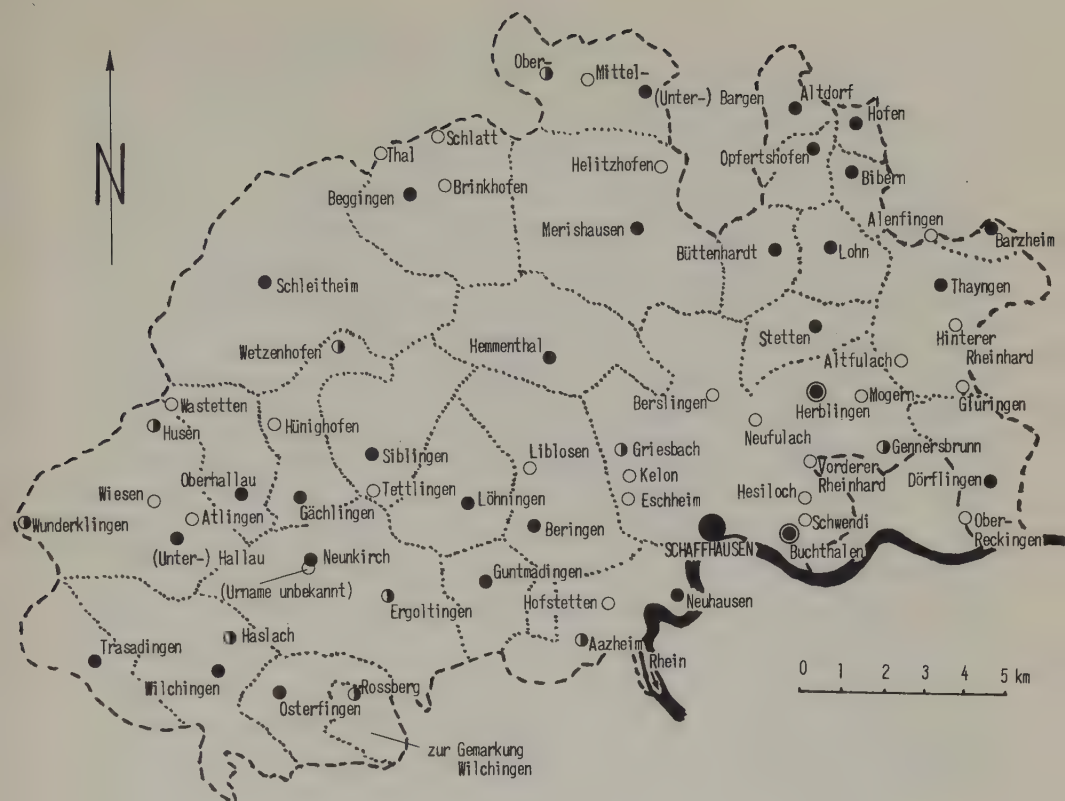 N
Ober-
Mittel-
(Unter-) Bargen
Altdorf
Hofen
Schlatt
Thal
Helitzhofen
Opfertshofen
Bibern
Brinkhofen
Beggingen
Merishausen
Alenfingen
Barzheim
Büttenhardt
Lohn
Schleitheim
Thayngen
Hinterer
Rheinhard
Stetten
Wetzenhofen
Hemmenthal
Altfulach
Wastetten
Berslingen
Herblingen
Mogern
Giuringen
Husen
Hünighofen
Neufulach
Siblingen
Liblosen
Griesbach
Gennersbrunn
Kelon
Vorderer
Rheinhard
Oberhallau
Tettlingen
Eschheim
Hesiloch
Dörflingen
Wiesen
Gächlingen
Löhningen
Wunderklingen
Atlingen
Beringen
SCHAFFHAUSEN
Schwendi
Ober-
Reckingen
(Unter-) Hallau
Neunkirch
Buchthalen
(Urname unbekannt)
Guntmadingen
Ergoltingen
Hofstetten
Neuhausen
Haslach
Aazheim
Trasadingen
Rhein
Wilchingen
Rossberg
Osterfingen
0 1 2 3 4 5 km
zur Gemarkung
Wilchingen